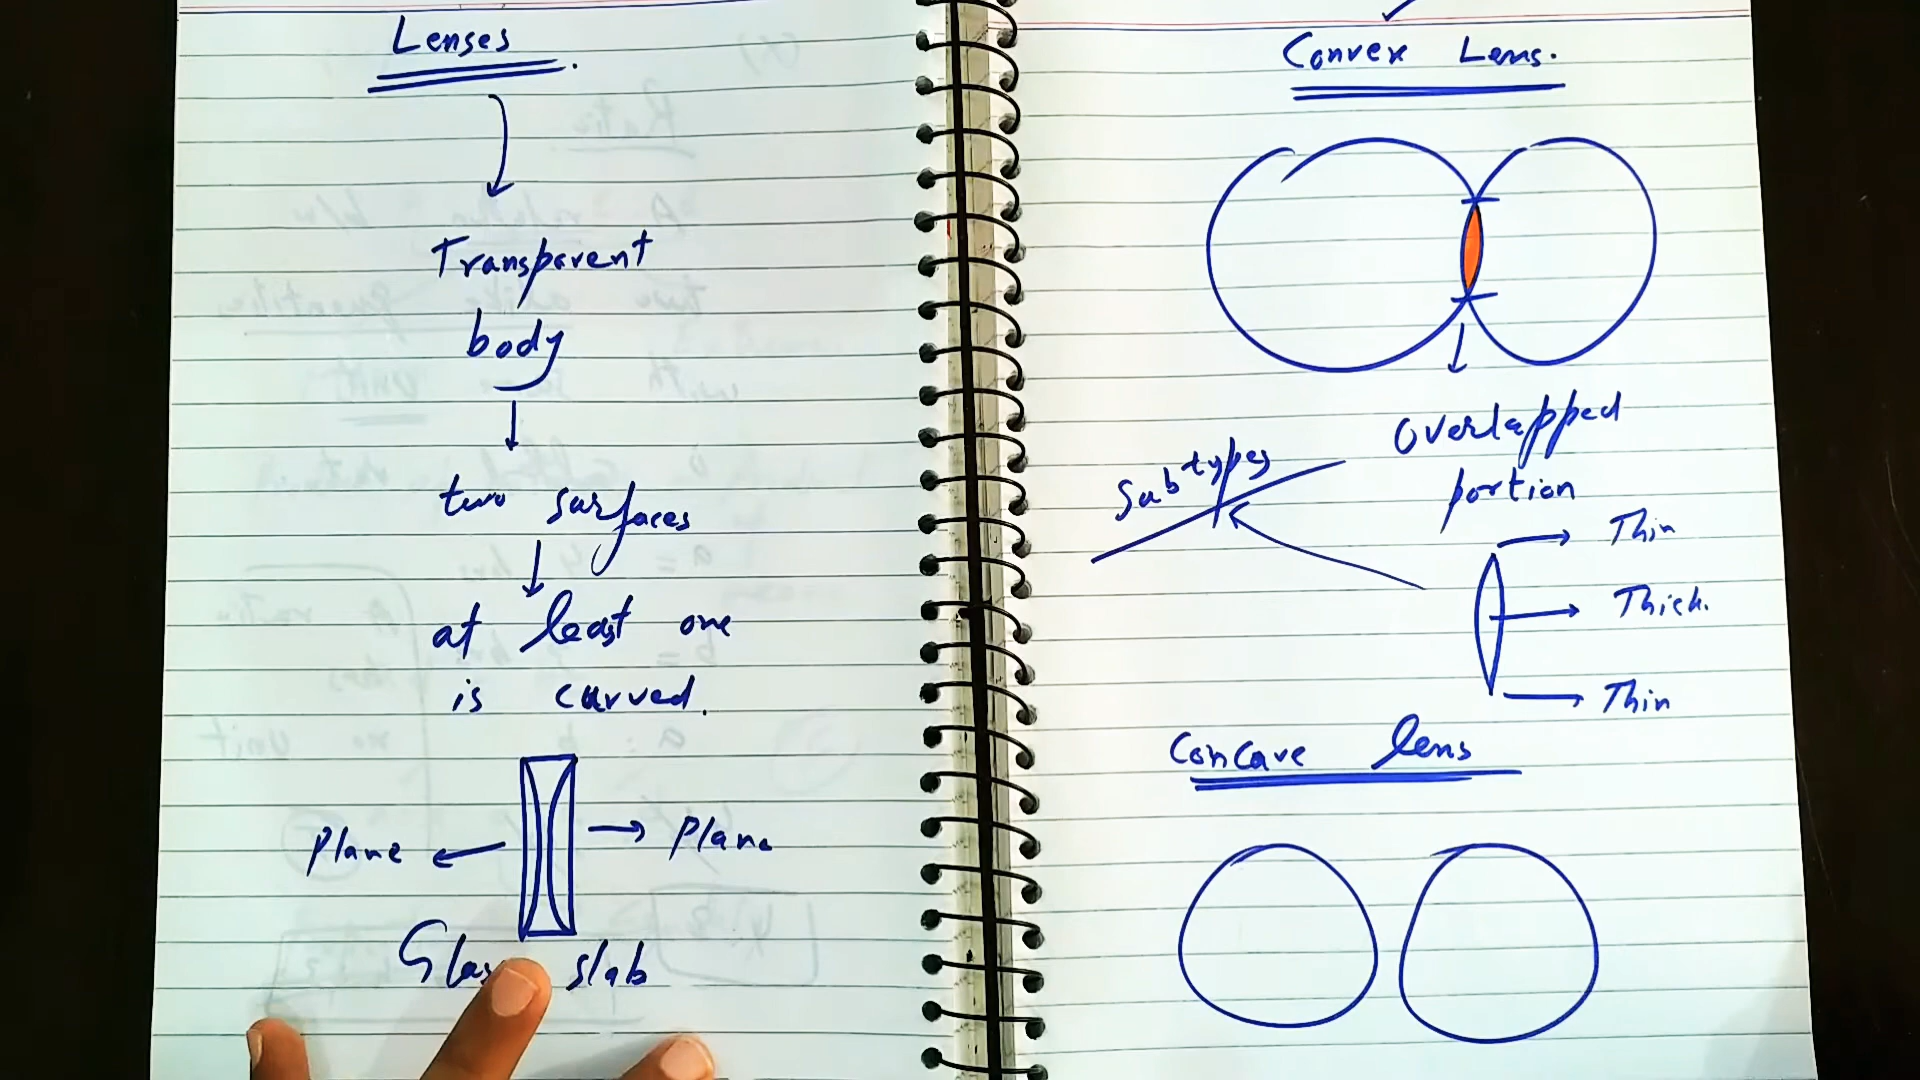 Lenses
Transparent
body
two surfaces
at least one
is curved.
Plane
Plane
slab
Convex Lens.
Overlapped
portion
Subtypes
Thin
Thick.
Thin
Concave lens